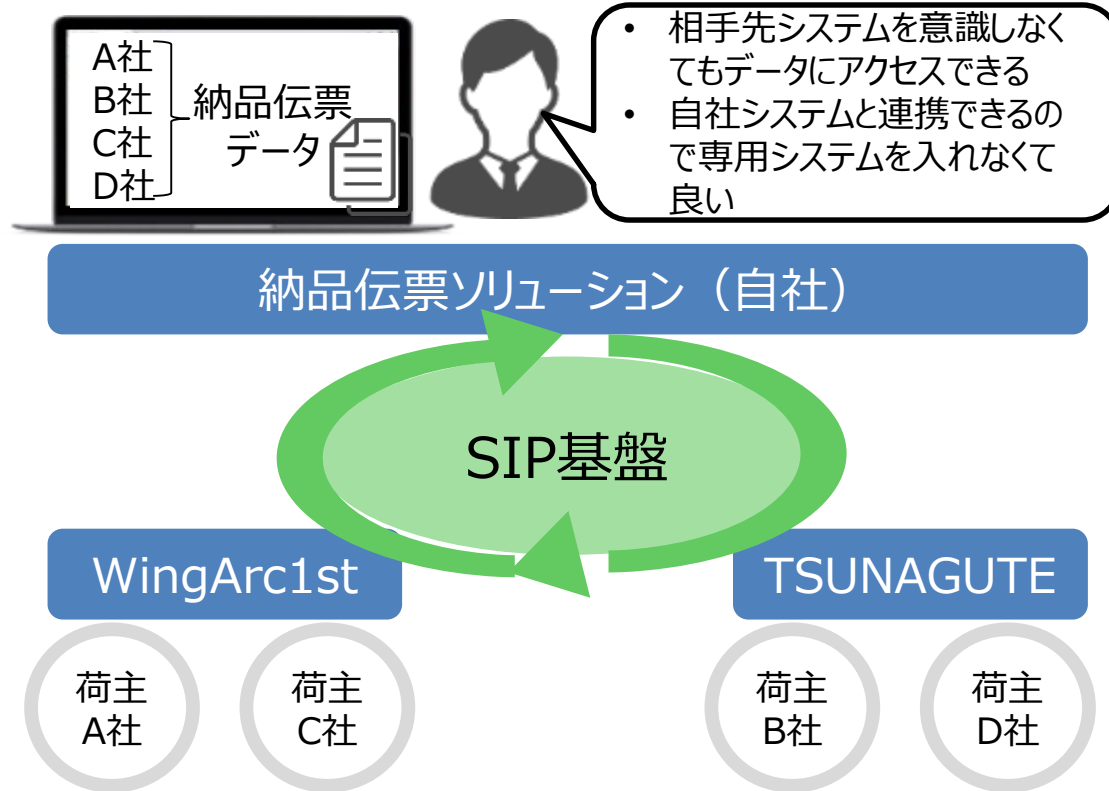 A社
B社
C社
D社
納品伝票
データ
• 相手先システムを意識しなく
てもデータにアクセスできる
• 自社システムと連携できるの
で専用システムを入れなくて
良い
納品伝票ソリューション（自社）
SIP基盤
WingArc1st
TSUNAGUTE
荷主
A社
荷主
C社
荷主
B社
荷主
D社